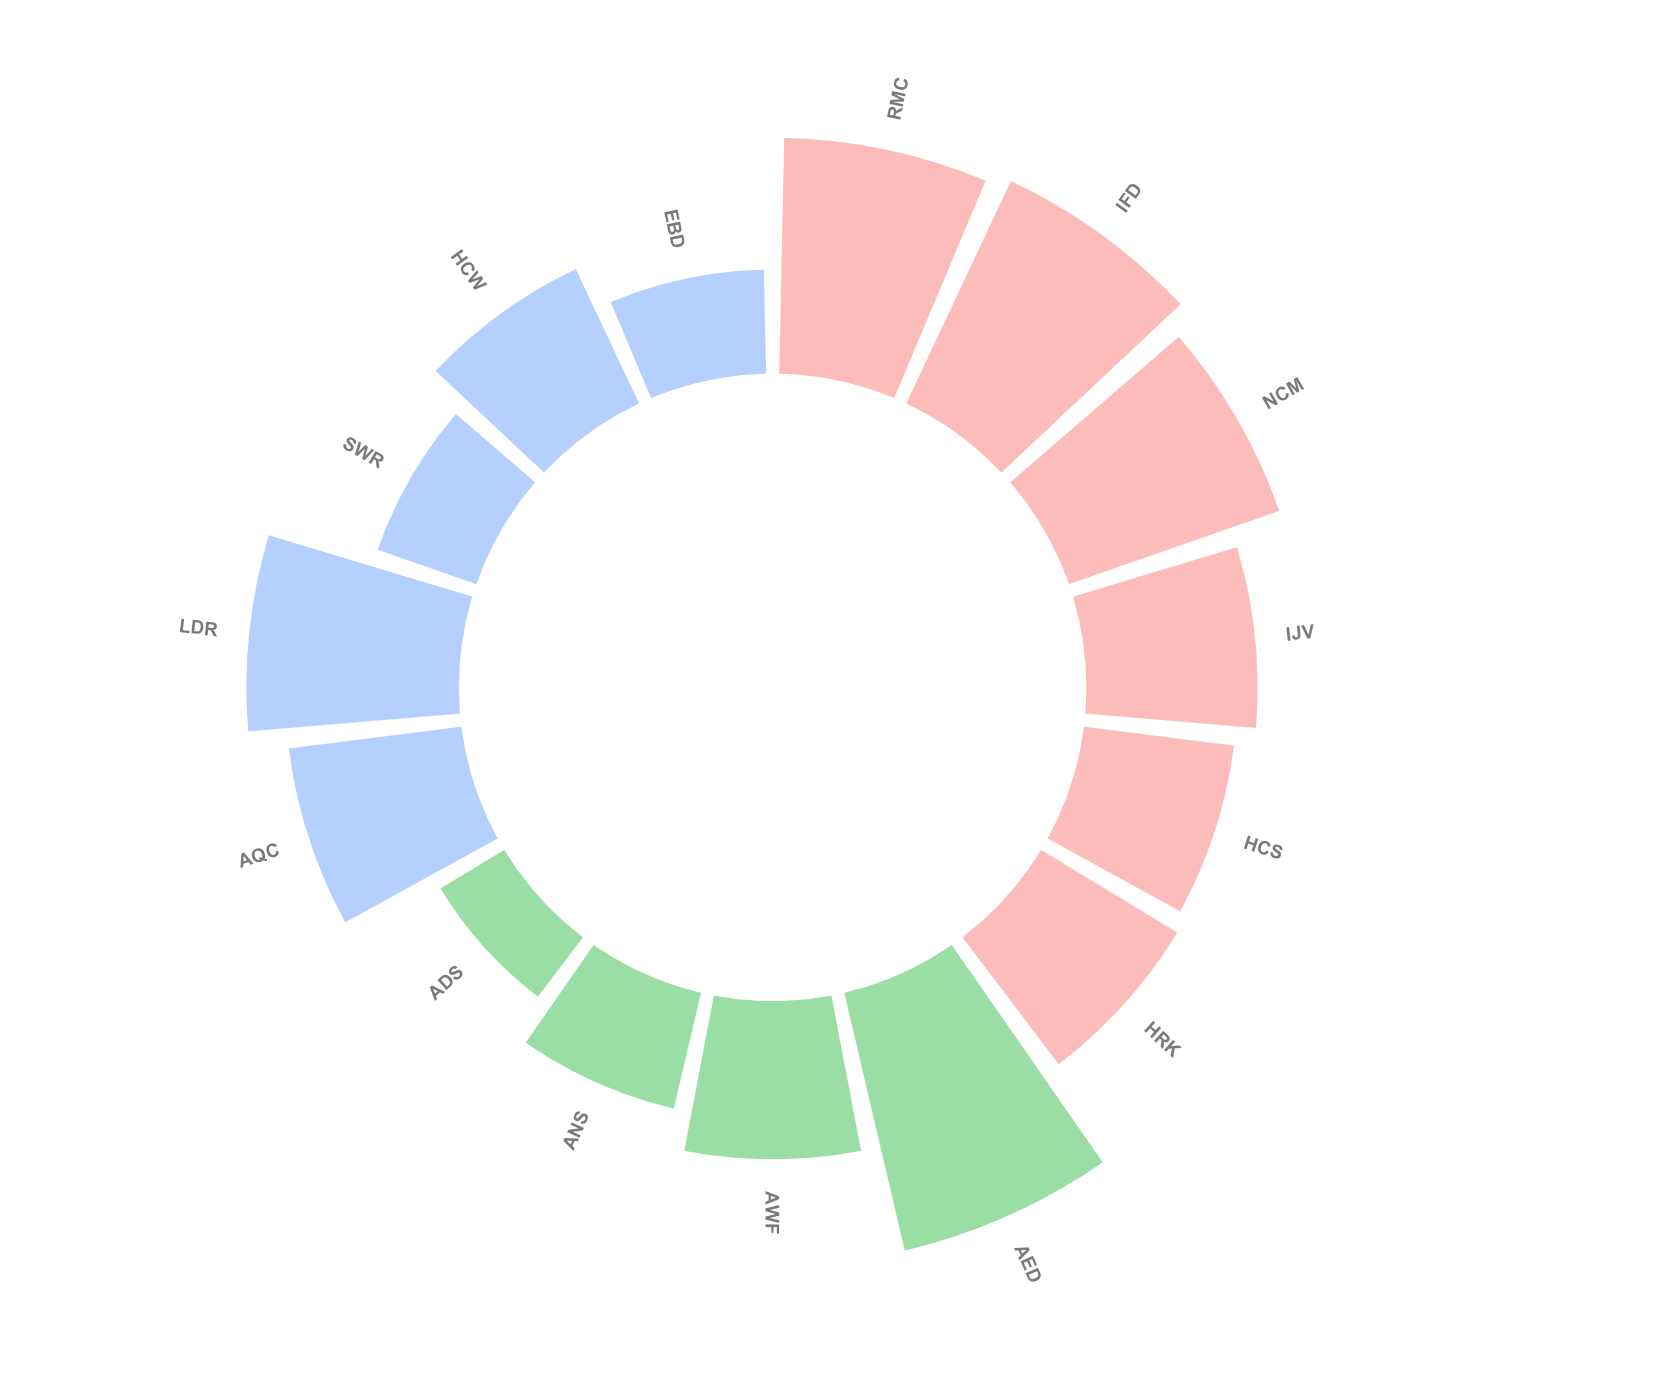 RMC
IFD
NCM
IJV
HCS
HRK
AED
AWF
ANS
ADS
AQC
LDR
SWR
HCW
EBD